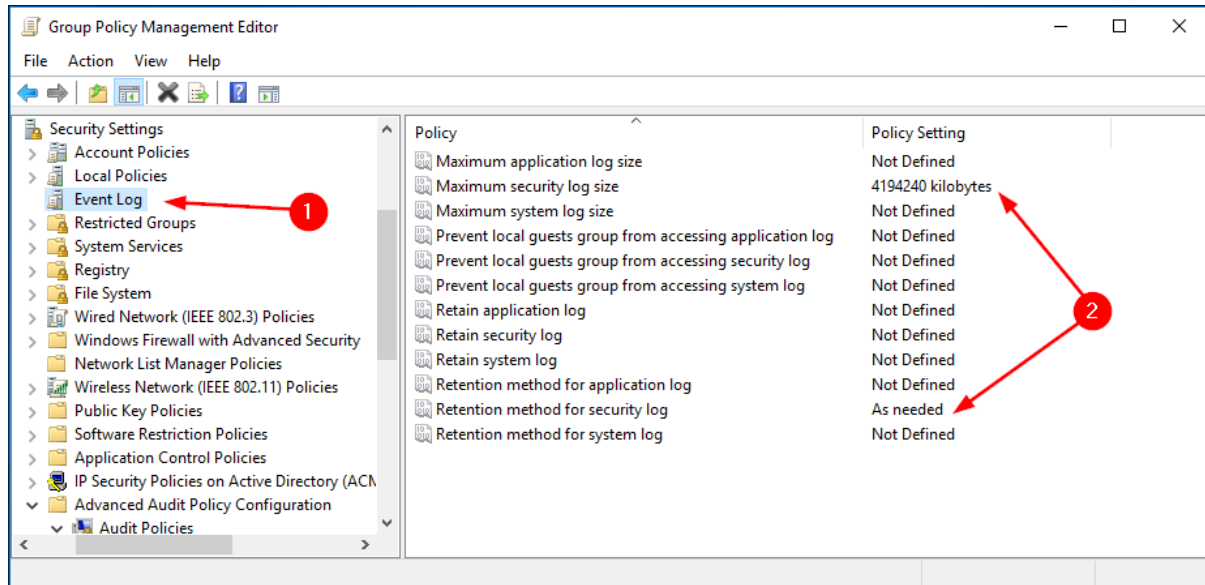 Group Policy Management Editor
File Action View Help
Security Settings
Account Policies
Local Policies
Event Log
1
Restricted Groups
System Services
Registry
File System
Wired Network (IEEE 802.3) Policies
Windows Firewall with Advanced Security
Network List Manager Policies
Wireless Network (IEEE 802.11) Policies
Public Key Policies
Software Restriction Policies
Application Control Policies
IP Security Policies on Active Directory (ACM
Advanced Audit Policy Configuration
Audit Policies
Policy Policy Setting
Maximum application log size Not Defined
Maximum security log size 4194240 kilobytes
Maximum system log size Not Defined
Prevent local guests group from accessing application log Not Defined
Prevent local guests group from accessing security log Not Defined
Prevent local guests group from accessing system log Not Defined
Retain application log Not Defined
2
Retain security log Not Defined
Retain system log Not Defined
Retention method for application log Not Defined
Retention method for security log As needed
Retention method for system log Not Defined